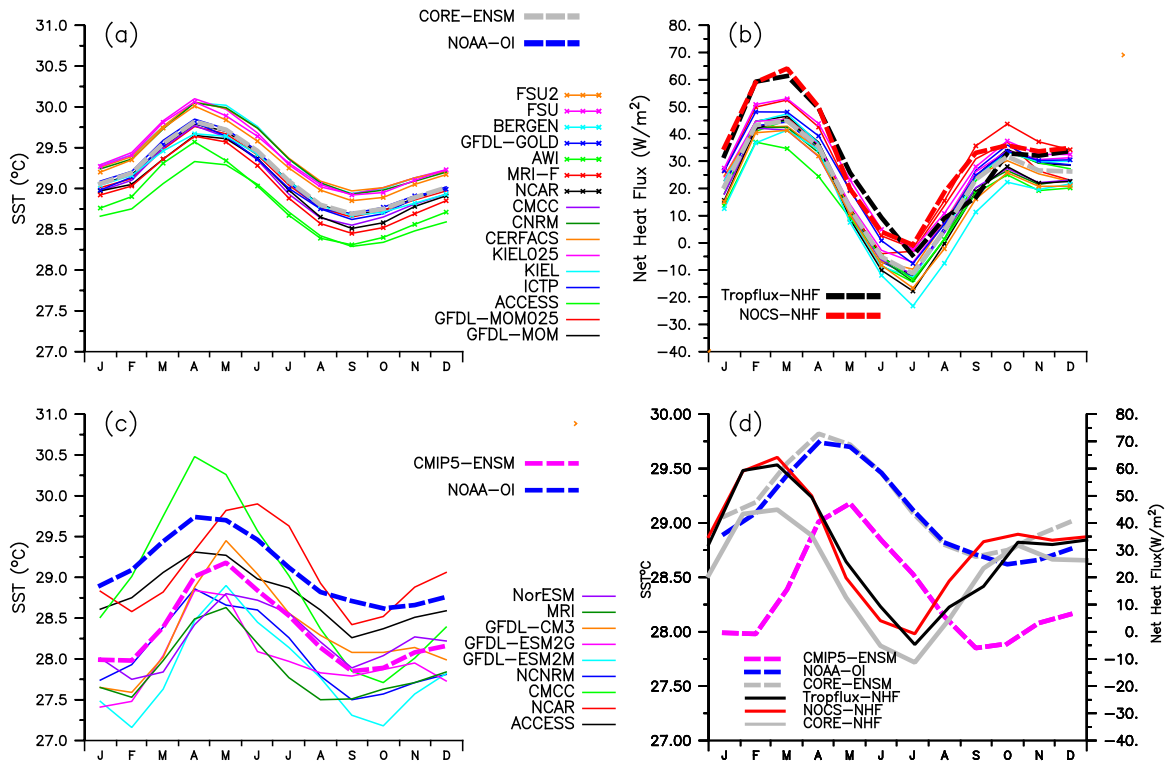 (a)
CORE-ENSM
NOAA-OI
SST (°C)
31.0
30.5
30.0
29.5
29.0
28.5
28.0
27.5
27.0
J F M A M J J A S O N D
FSU2
FSU
BERGEN
GFDL-GOLD
AWI
MRI-F
NCAR
CMCC
CNRM
CERFACS
KIEL025
KIEL
ICTP
ACCESS
GFDL-MOM025
GFDL-MOM
(b)
Net Heat Flux (W/m²)
80.
70.
60.
50.
40.
30.
20.
10.
0.
-10.
-20.
-30.
-40.
Tropflux-NHF
NOCS-NHF
J F M A M J J A S O N D
(c)
CMIP5-ENSM
NOAA-OI
SST (°C)
31.0
30.5
30.0
29.5
29.0
28.5
28.0
27.5
27.0
J F M A M J J A S O N D
NorESM
MRI
GFDL-CM3
GFDL-ESM2G
GFDL-ESM2M
NCNRM
CMCC
NCAR
ACCESS
(d)
SST°C
30.00
29.50
29.00
28.50
28.00
27.50
27.00
CMIP5-ENSM
NOAA-OI
CORE-ENSM
Tropflux-NHF
NOCS-NHF
CORE-NHF
J F M A M J J A S O N D
80.
70.
60.
50.
40.
30.
20.
10.
0.
-10.
-20.
-30.
-40.
Net Heat Flux(W/m²)